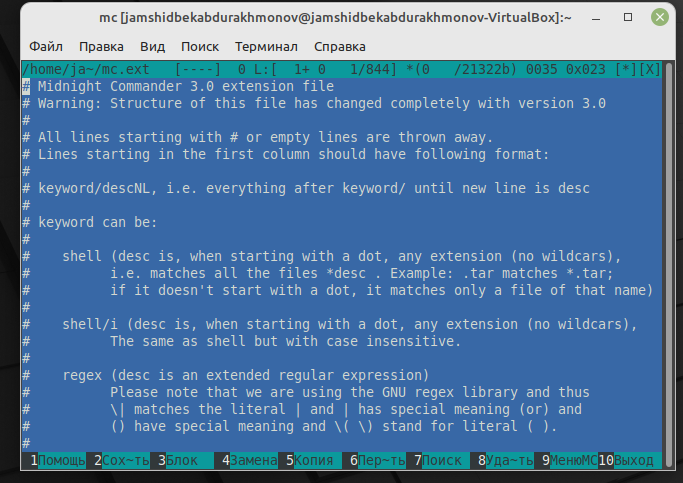 mc [jamshidbekabdurakhmonov@jamshidbekabdurakhmonov-VirtualBox]:~
Файл Правка Вид Поиск Терминал Справка
/home/ja~/mc.ext [----] 0 L:[ 1+ 0 1/844] *(0 /21322b) 0035 0x023 [*][X]
# Midnight Commander 3.0 extension file
# Warning: Structure of this file has changed completely with version 3.0
#
# All lines starting with # or empty lines are thrown away.
# Lines starting in the first column should have following format:
#
# keyword/descNL, i.e. everything after keyword/ until new line is desc
#
# keyword can be:
#
# shell (desc is, when starting with a dot, any extension (no wildcars),
# i.e. matches all the files *desc . Example: .tar matches *.tar;
# if it doesn't start with a dot, it matches only a file of that name)
#
# shell/i (desc is, when starting with a dot, any extension (no wildcars),
# The same as shell but with case insensitive.
#
# regex (desc is an extended regular expression)
# Please note that we are using the GNU regex library and thus
# \| matches the literal | and | has special meaning (or) and
# () have special meaning and \( \) stand for literal ( ).
#
1Помощь 2Сох~ть 3Блок 4Замена 5Копия 6Пер~ть 7Поиск 8Уда~ть 9МенюMC 10Выход